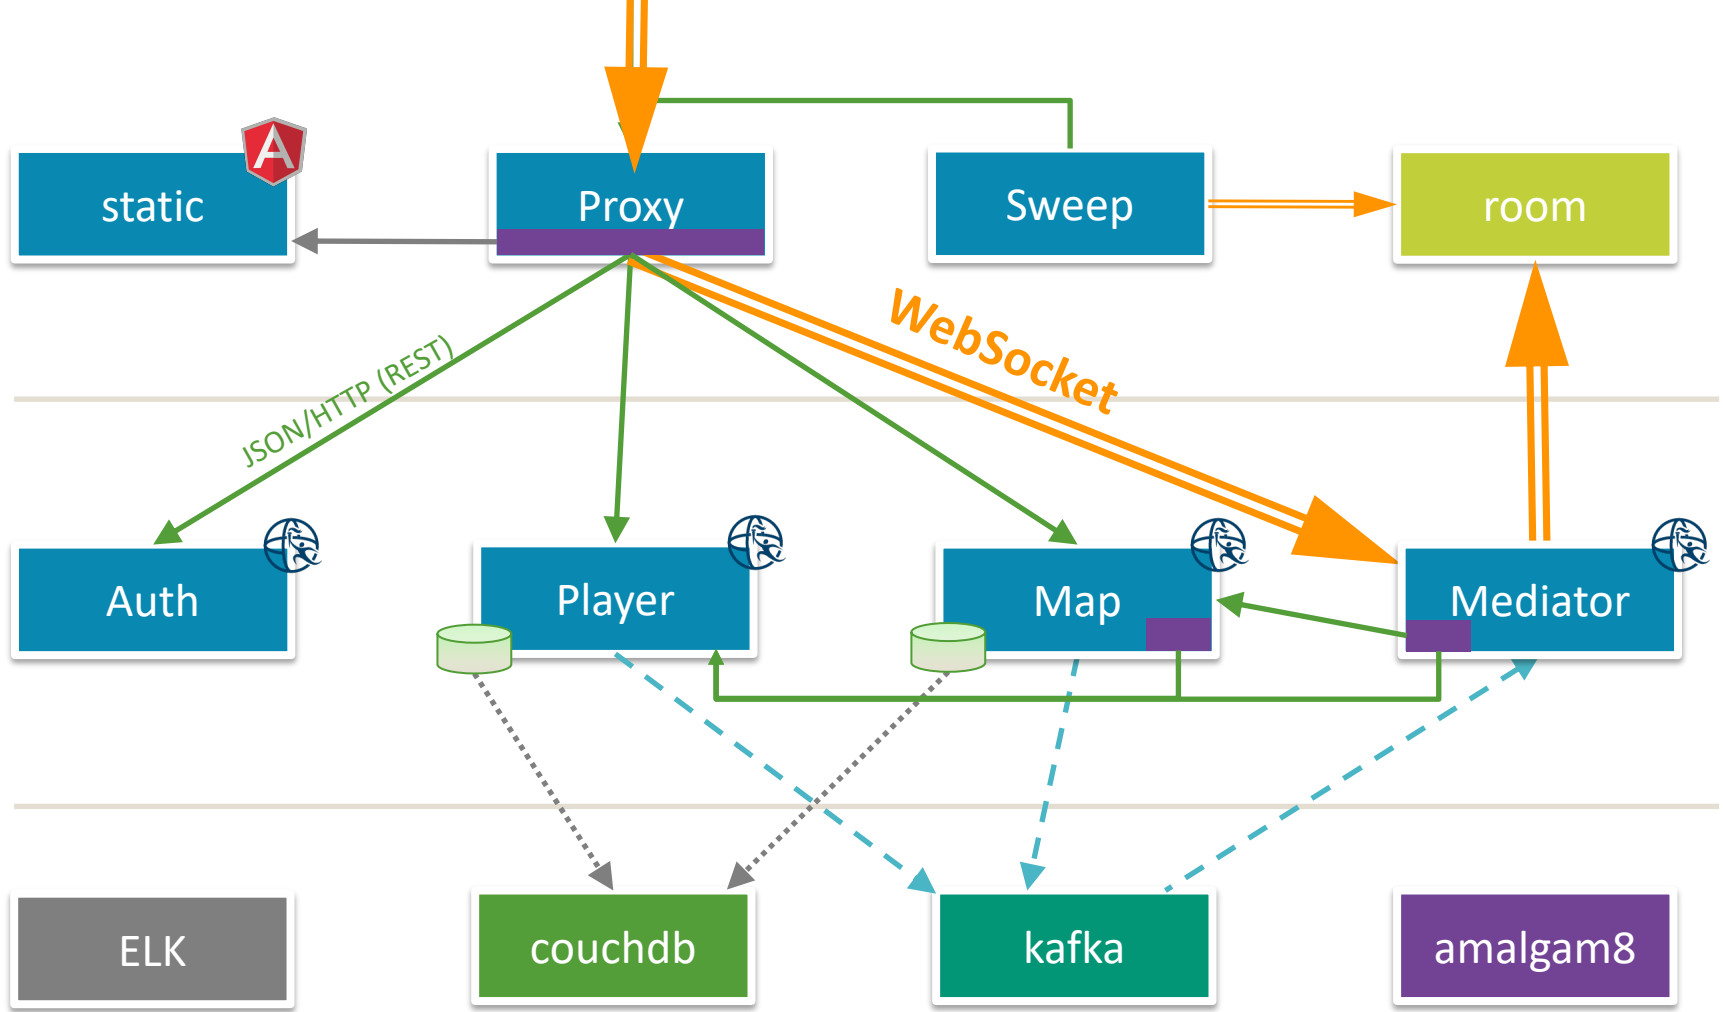 static
A
Proxy
Sweep
room
WebSocket
JSON/HTTP (REST)
Auth
Player
Map
Mediator
ELK
couchdb
kafka
amalgam8